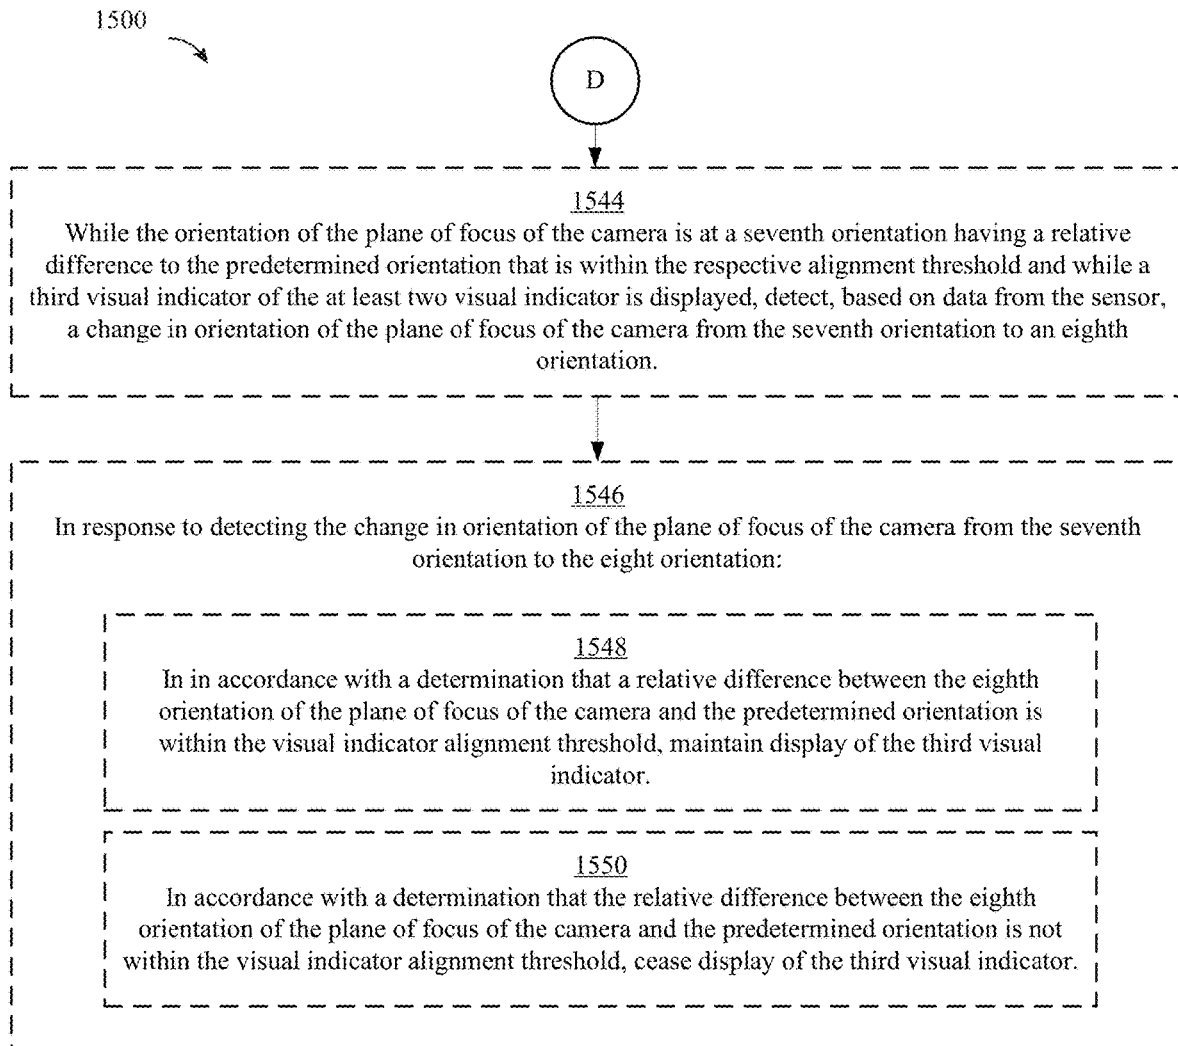 1500
D
1544
While the orientation of the plane of focus of the camera is at a seventh orientation having a relative
difference to the predetermined orientation that is within the respective alignment threshold and while a
third visual indicator of the at least two visual indicator is displayed, detect, based on data from the sensor,
a change in orientation of the plane of focus of the camera from the seventh orientation to an eighth
orientation.
1546
In response to detecting the change in orientation of the plane of focus of the camera from the seventh
orientation to the eight orientation:
1548
In in accordance with a determination that a relative difference between the eighth
orientation of the plane of focus of the camera and the predetermined orientation is
within the visual indicator alignment threshold, maintain display of the third visual
indicator.
1550
In accordance with a determination that the relative difference between the eighth
orientation of the plane of focus of the camera and the predetermined orientation is not
within the visual indicator alignment threshold, cease display of the third visual indicator.